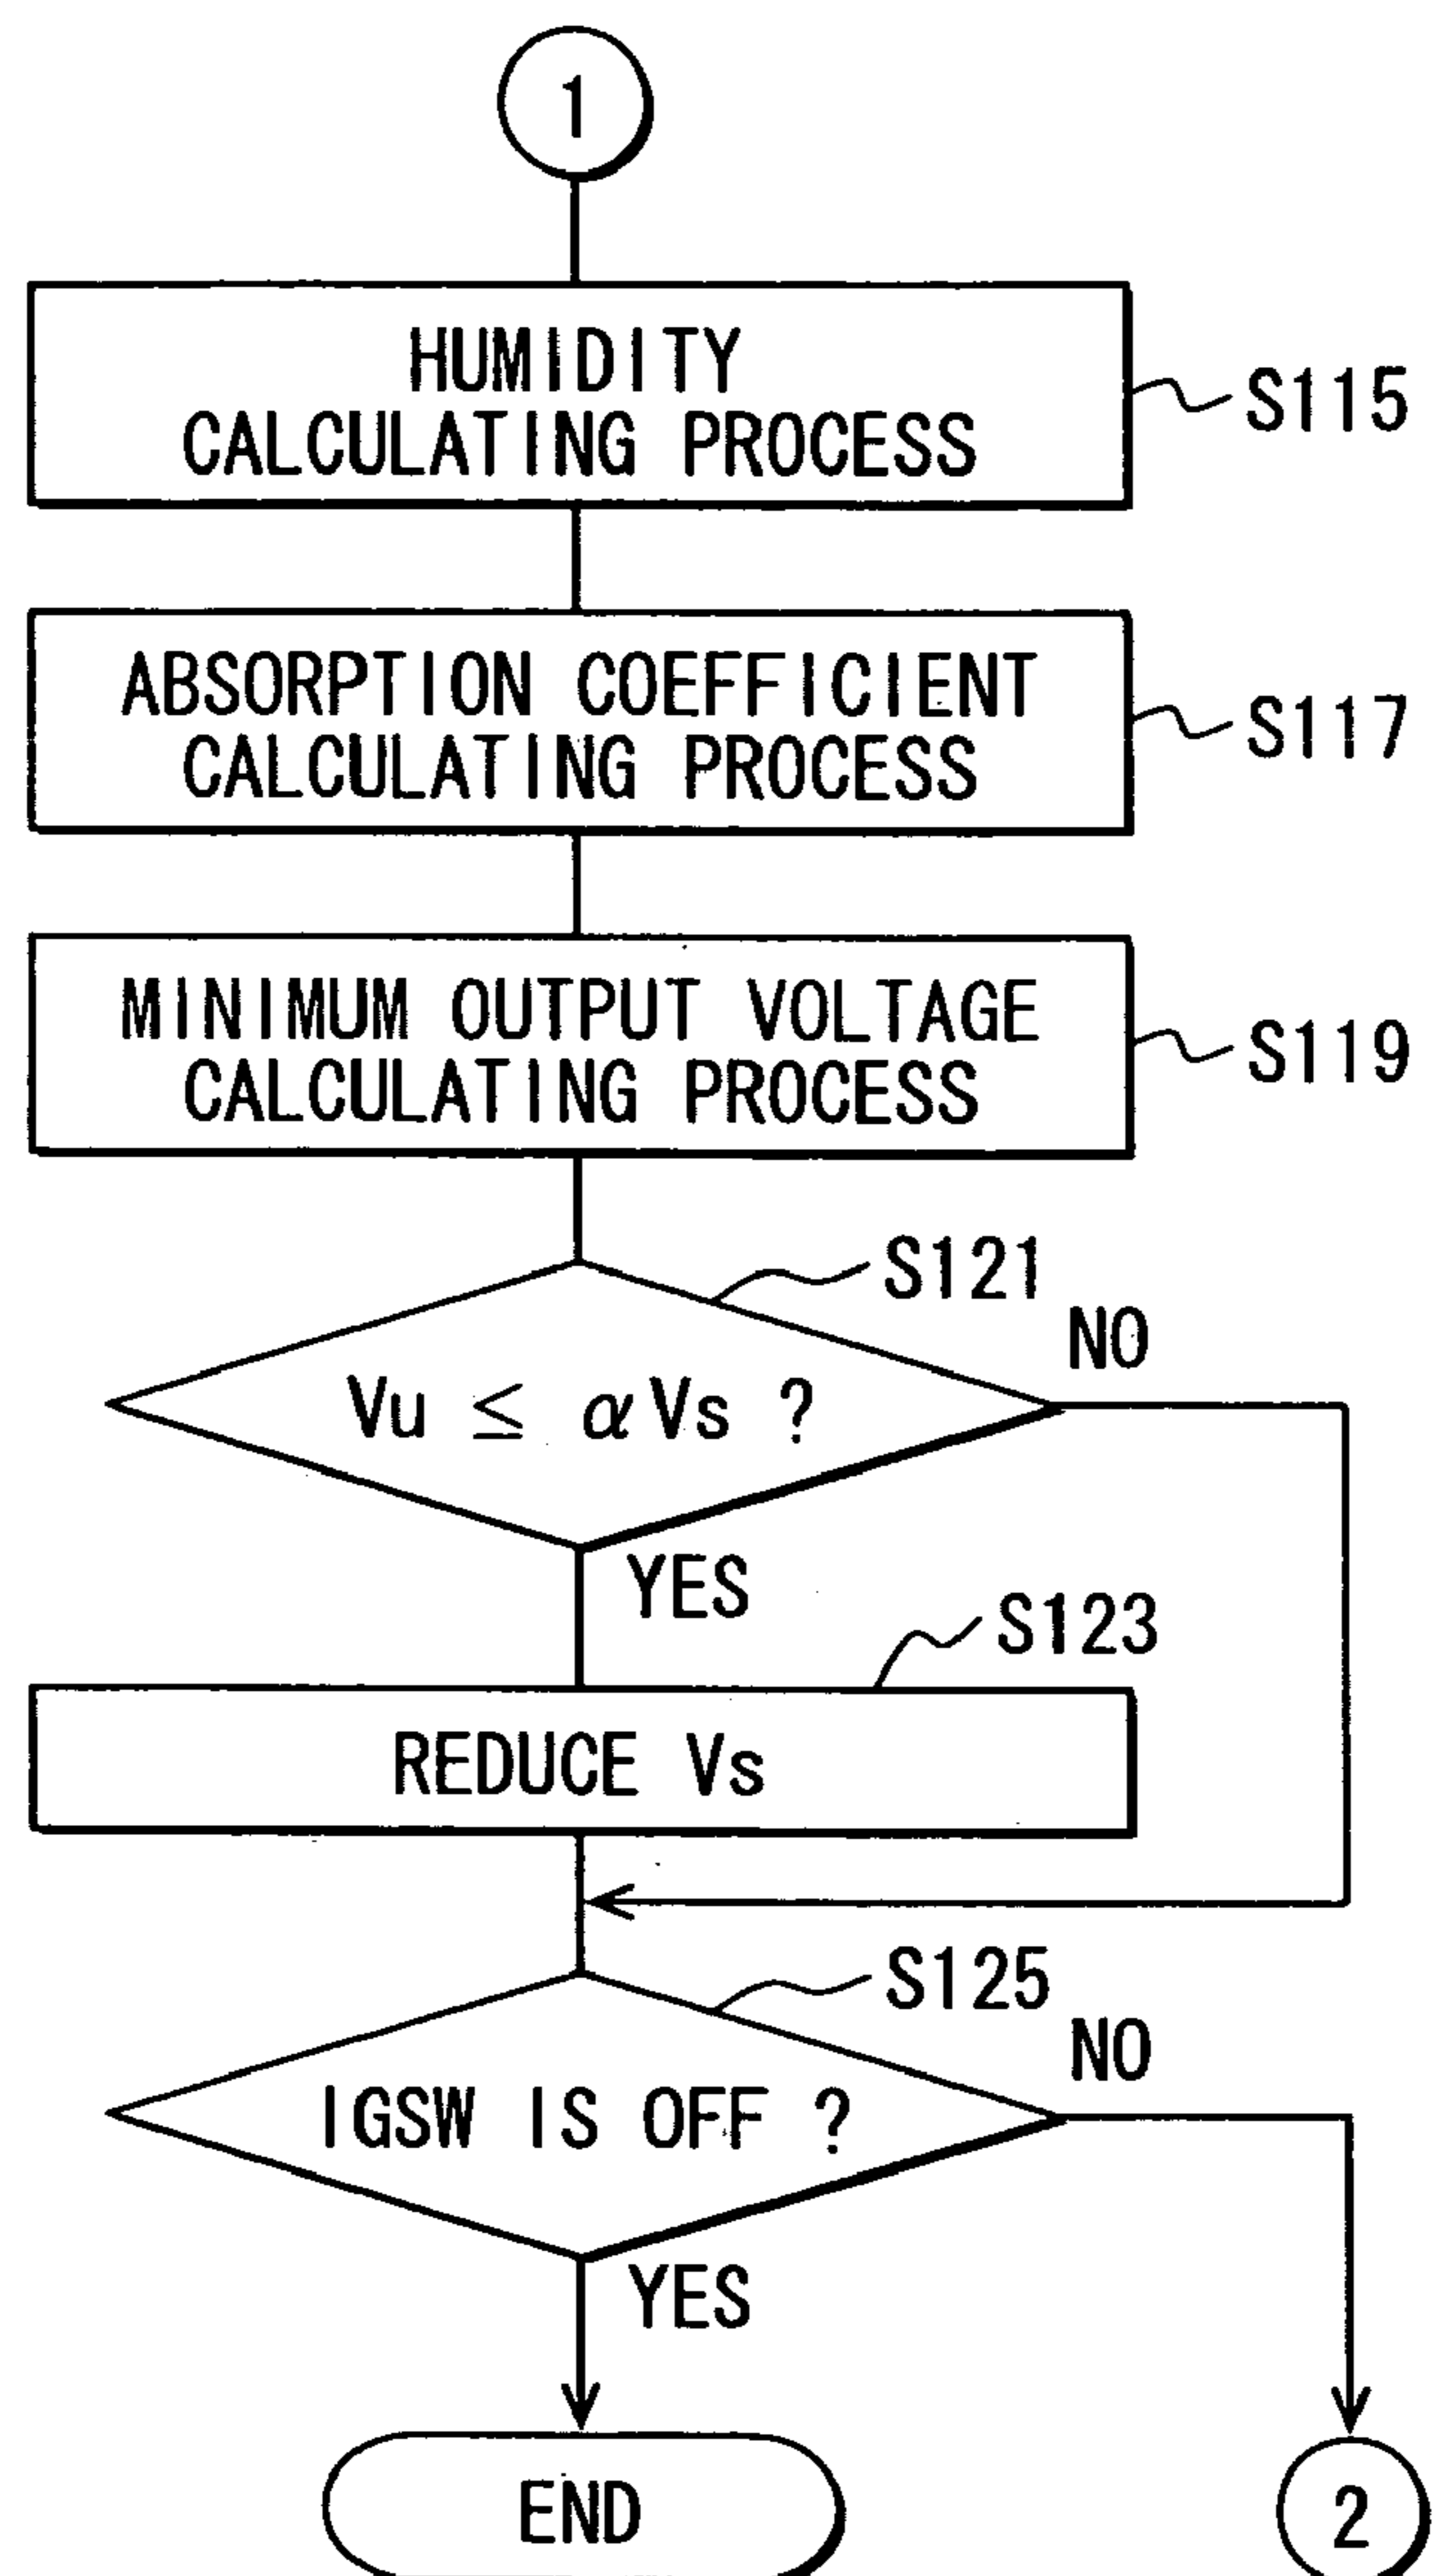 1
HUMIDITY
CALCULATING PROCESS
S115
ABSORPTION COEFFICIENT
CALCULATING PROCESS
S117
MINIMUM OUTPUT VOLTAGE
CALCULATING PROCESS
S119
S121
NO
Vu ≤ αVs ?
YES
S123
REDUCE Vs
S125
NO
IGSW IS OFF ?
YES
END
2